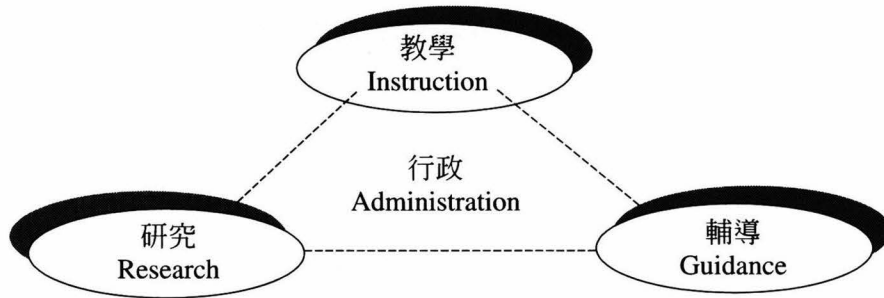 教學
Instruction
行政
Administration
研究
Research
輔導
Guidance